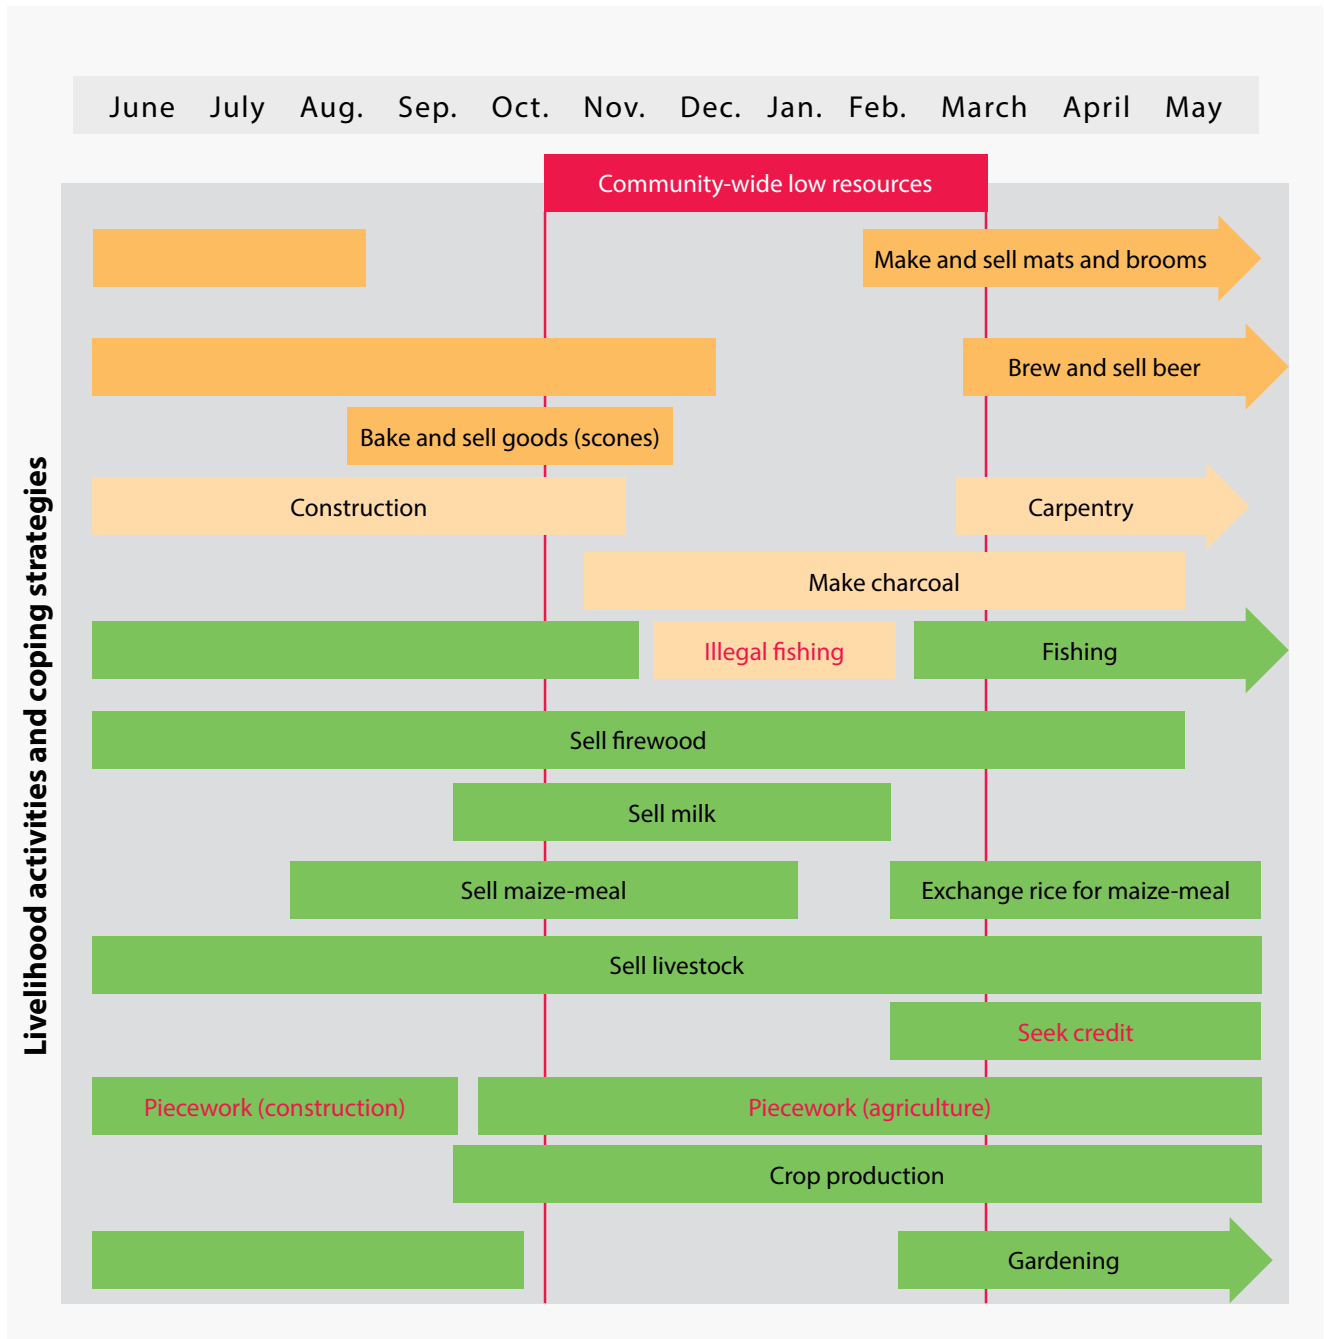 June July Aug. Sep. Oct. Nov. Dec. Jan. Feb. March April May
Community-wide low resources
Livelihood activities and coping strategies
Make and sell mats and brooms
Brew and sell beer
Bake and sell goods (scones)
Construction
Carpentry
Make charcoal
Illegal fishing
Fishing
Sell firewood
Sell milk
Sell maize-meal
Exchange rice for maize-meal
Sell livestock
Seek credit
Piecework (construction)
Piecework (agriculture)
Crop production
Gardening